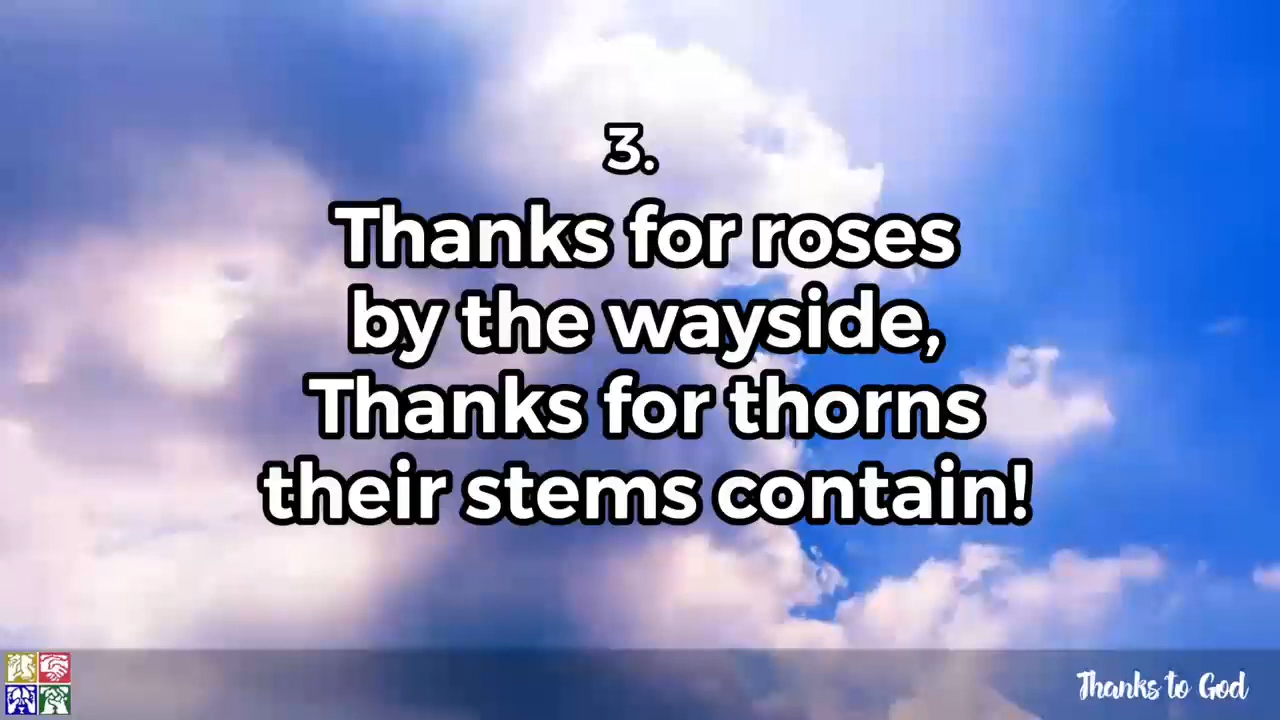 3.
Thanks for roses
by the wayside,
Thanks for thorns
their stems contain!
Thanks to God